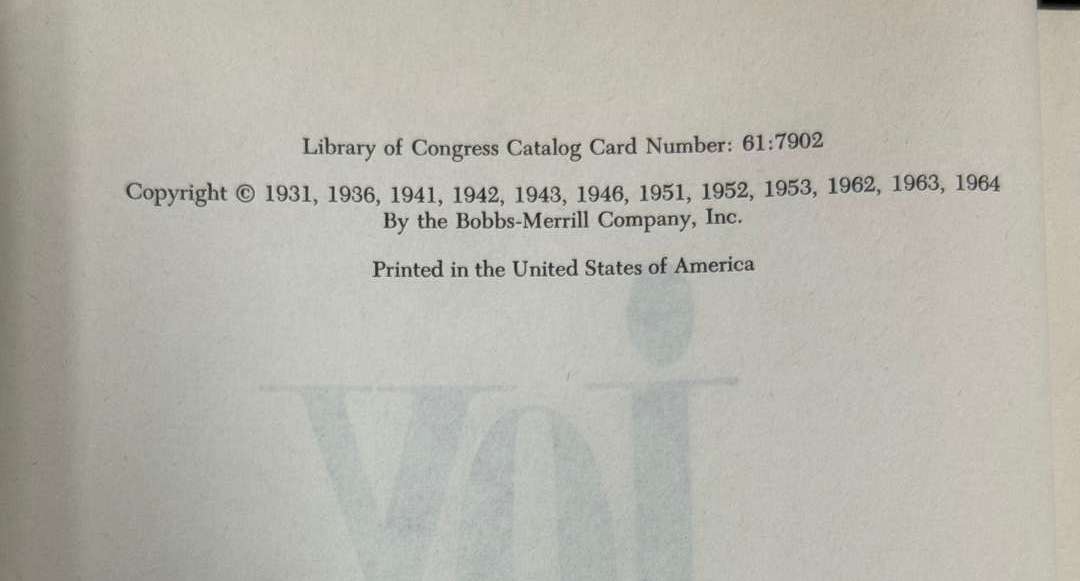 Library of Congress Catalog Card Number: 61:7902
Copyright © 1931, 1936, 1941, 1942, 1943, 1946, 1951, 1952, 1953, 1962, 1963, 1964
By the Bobbs-Merrill Company, Inc.
Printed in the United States of America